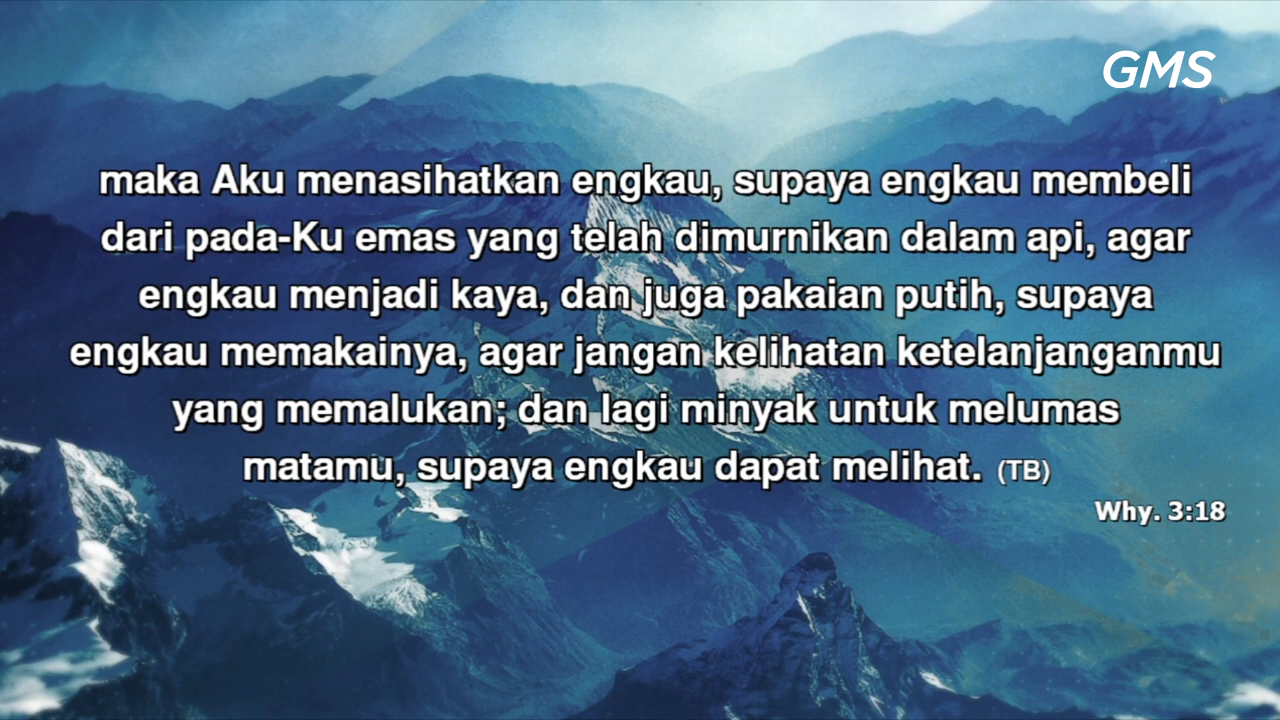 GMS
maka Aku menasihatkan engkau, supaya engkau membeli
dari pada-Ku emas yang telah dimurnikan dalam api, agar
engkau menjadi kaya, dan juga pakaian putih, supaya
engkau memakainya, agar jangan kelihatan ketelanjanganmu
yang memalukan; dan lagi minyak untuk melumas
matamu, supaya engkau dapat melihat. (TB)
Why. 3:18